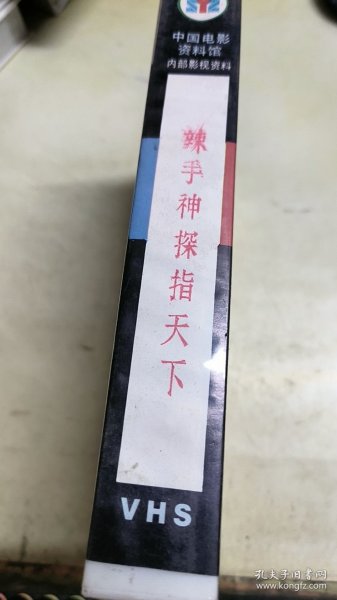 中国电影
资料馆
内部影视资料
辣手神探指天下
VHS
孔夫子旧书网
www.kongfz.com